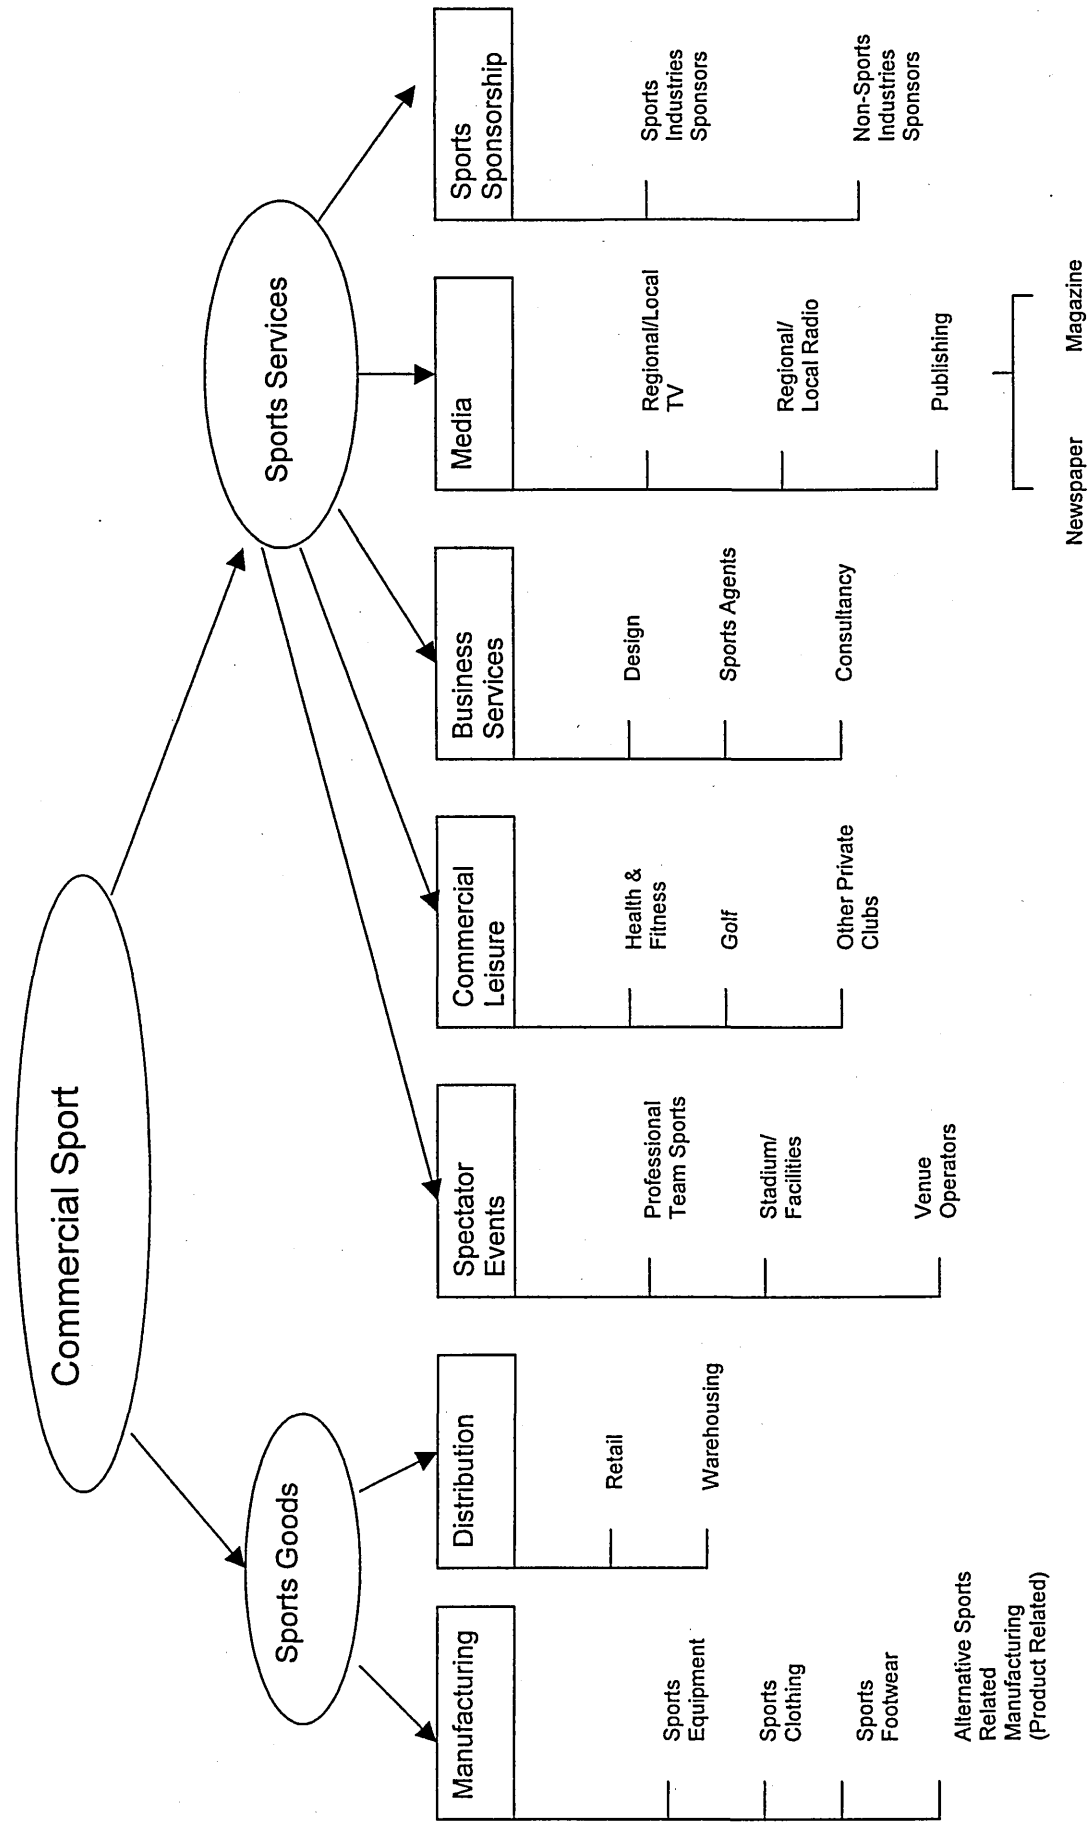 Commercial Sport
Sports Goods
Sports Services
Manufacturing
Sports
Equipment
Sports
Clothing
Sports
Footwear
Alternative Sports
Related
Manufacturing
(Product Related)
Distribution
Retail
Warehousing
Spectator
Events
Professional
Team Sports
Stadium/
Facilities
Venue
Operators
Commercial
Leisure
Health &
Fitness
Golf
Other Private
Clubs
Business
Services
Design
Sports Agents
Consultancy
Media
Regional/Local
TV
Regional/
Local Radio
Publishing
Newspaper
Magazine
Sports
Sponsorship
Sports
Industries
Sponsors
Non-Sports
Industries
Sponsors